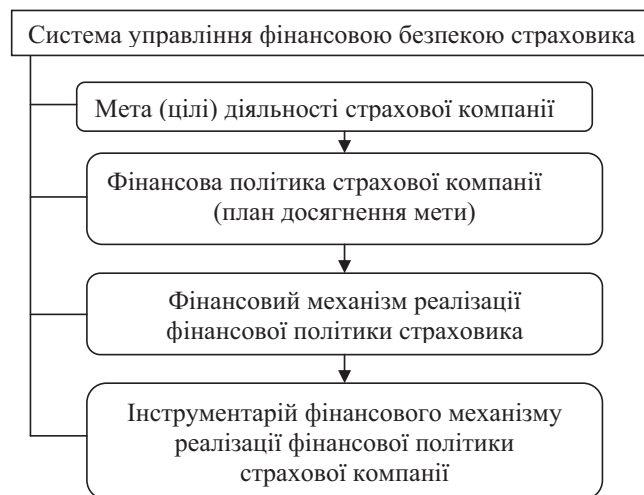 Система управління фінансовою безпекою страховика
Мета (цілі) діяльності страхової компанії
Фінансова політика страхової компанії
(план досягнення мети)
Фінансовий механізм реалізації
фінансової політики страховика
Інструментарій фінансового механізму
реалізації фінансової політики
страхової компанії